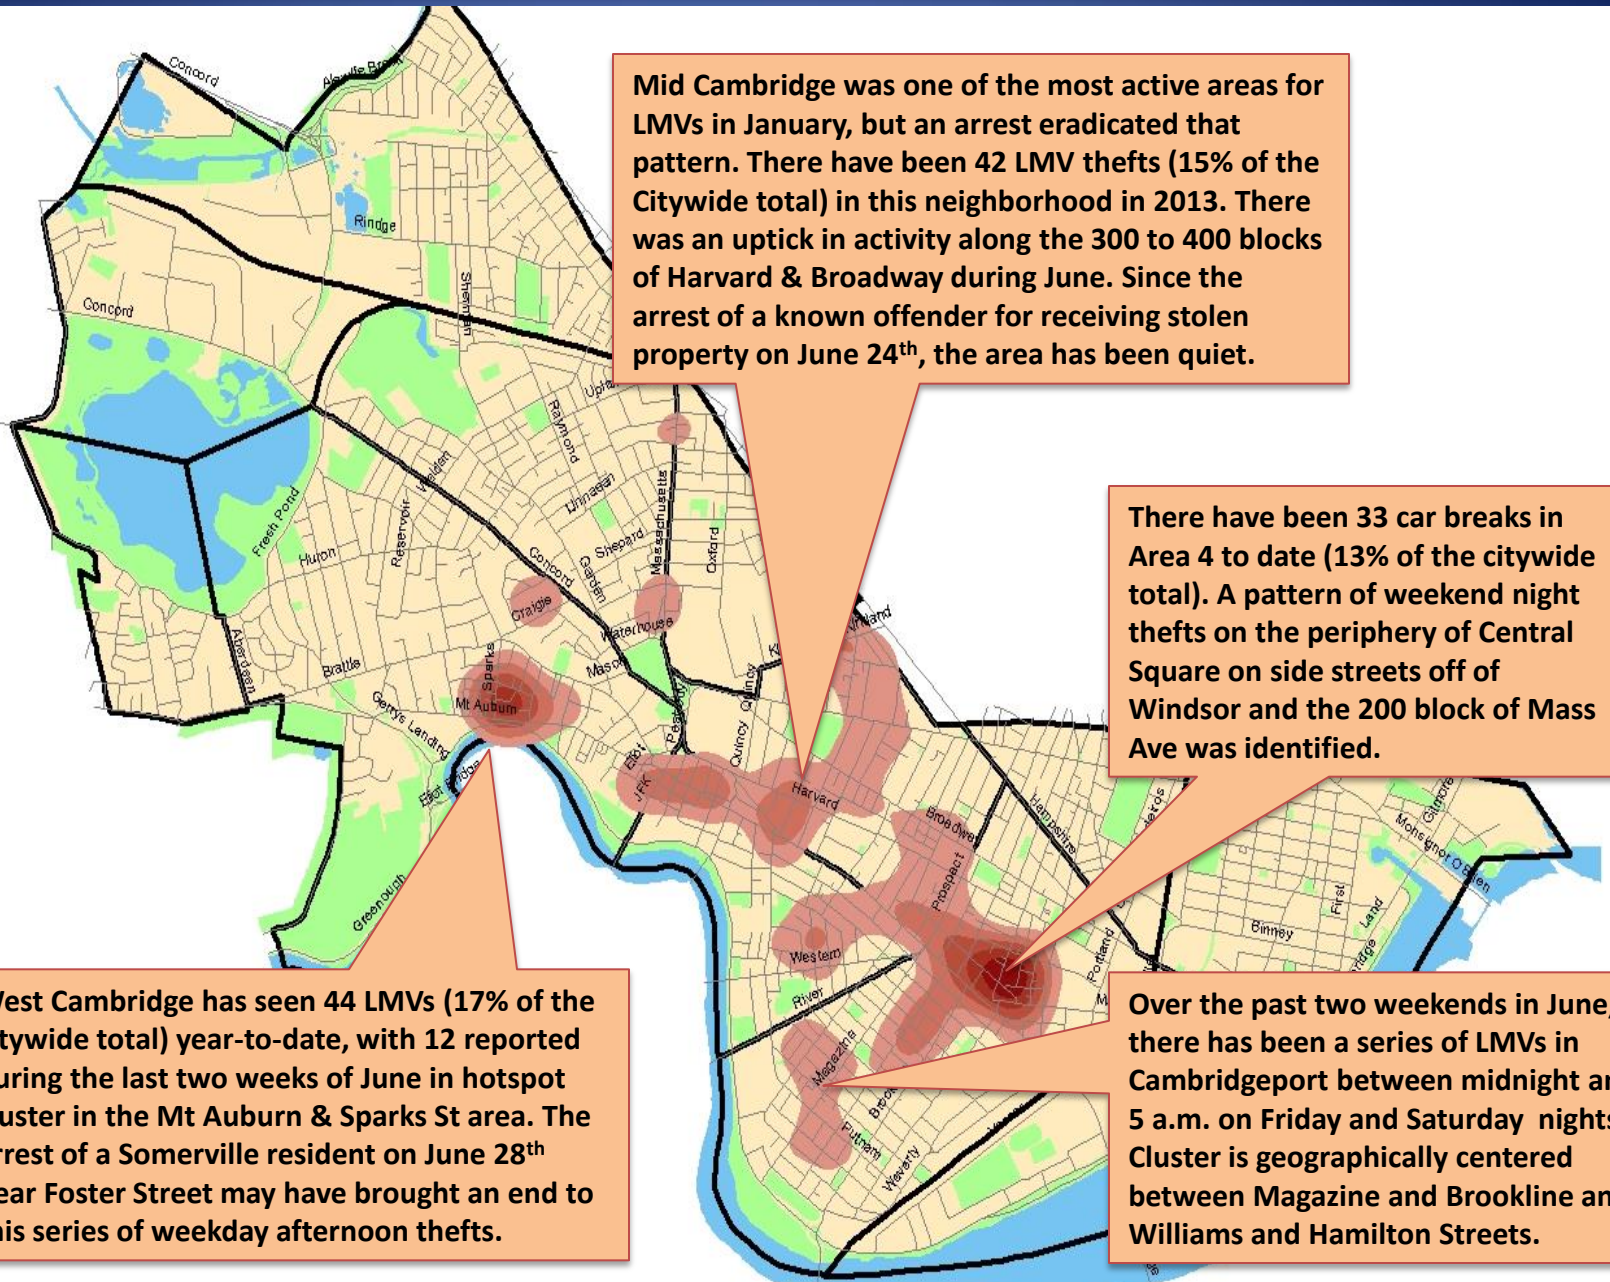 Concord
Alewife Brook
Mid Cambridge was one of the most active areas for
LMVs in January, but an arrest eradicated that
pattern. There have been 42 LMV thefts (15% of the
Citywide total) in this neighborhood in 2013. There
was an uptick in activity along the 300 to 400 blocks
of Harvard & Broadway during June. Since the
arrest of a known offender for receiving stolen
property on June 24th, the area has been quiet.
Rindge
Sherman
Concord
Raymond
Walden
Linnaean
Massachusetts
Reservoir
Fresh Pond
Huron
Shepard
Oxford
Concord
Garden
Craigie
Waterhouse
There have been 33 car breaks in
Area 4 to date (13% of the citywide
total). A pattern of weekend night
thefts on the periphery of Central
Square on side streets off of
Windsor and the 200 block of Mass
Ave was identified.
Aberdeen
Brattle
Sparks
Mason
Quincy
Mt Auburn
Gerrys Landing
Quincy
Eliot
JFK
Eliot Bridge
Harvard
Broadway
Hampshire
Gilmore
Monsignor O'Brien
Prospect
First
Land
Binney
Greenough
Western
Portland
River
Magazine
Putnam
Waverly
West Cambridge has seen 44 LMVs (17% of the
tywide total) year-to-date, with 12 reported
uring the last two weeks of June in hotspot
uster in the Mt Auburn & Sparks St area. The
rrest of a Somerville resident on June 28th
ear Foster Street may have brought an end to
his series of weekday afternoon thefts.
Over the past two weekends in June,
there has been a series of LMVs in
Cambridgeport between midnight an
5 a.m. on Friday and Saturday nights
Cluster is geographically centered
between Magazine and Brookline an
Williams and Hamilton Streets.